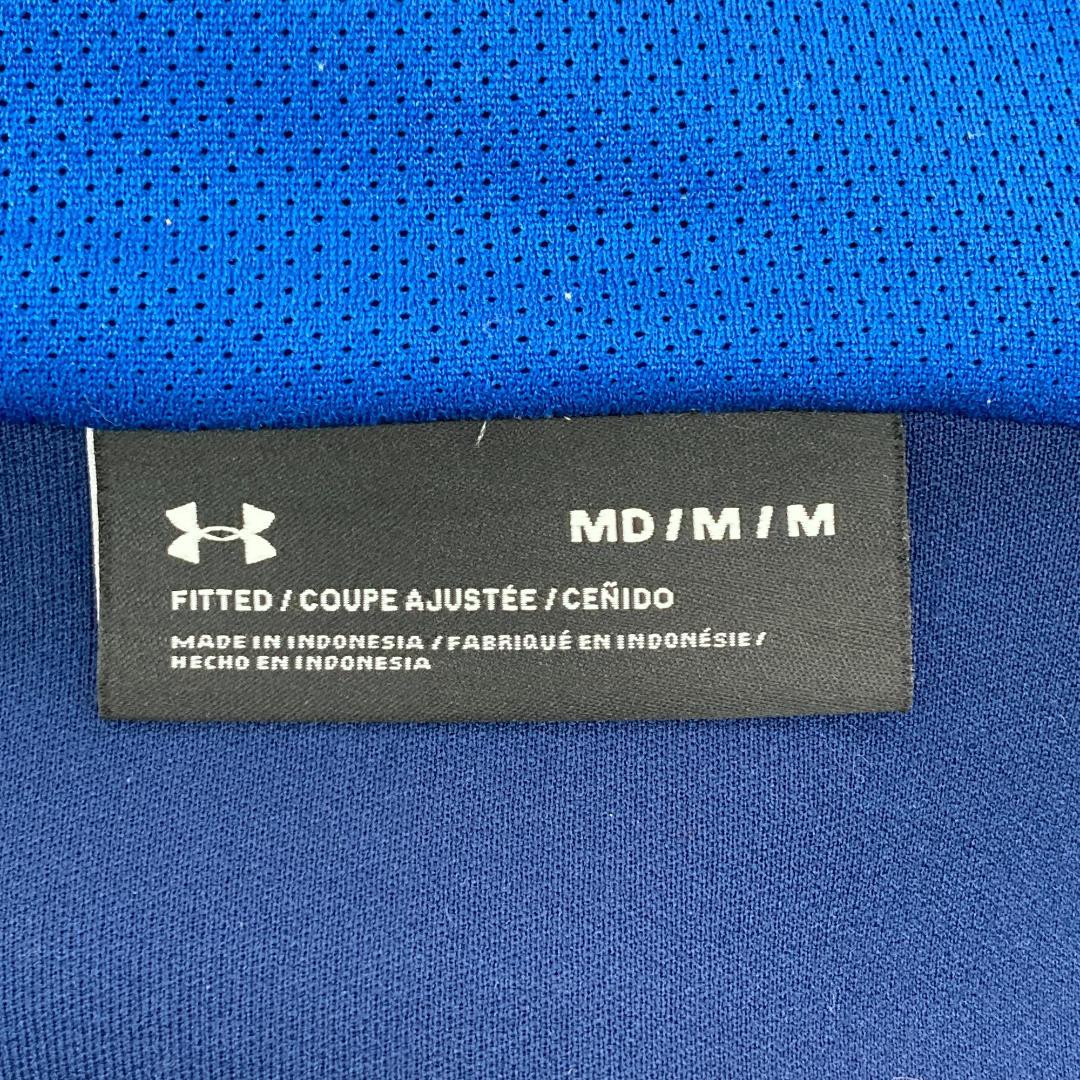 MD / M / M
FITTED / COUPE AJUSTÉE / CEÑIDO
MADE IN INDONESIA / FABRIQUÉ EN INDONÉSIE /
HECHO EN INDONESIA